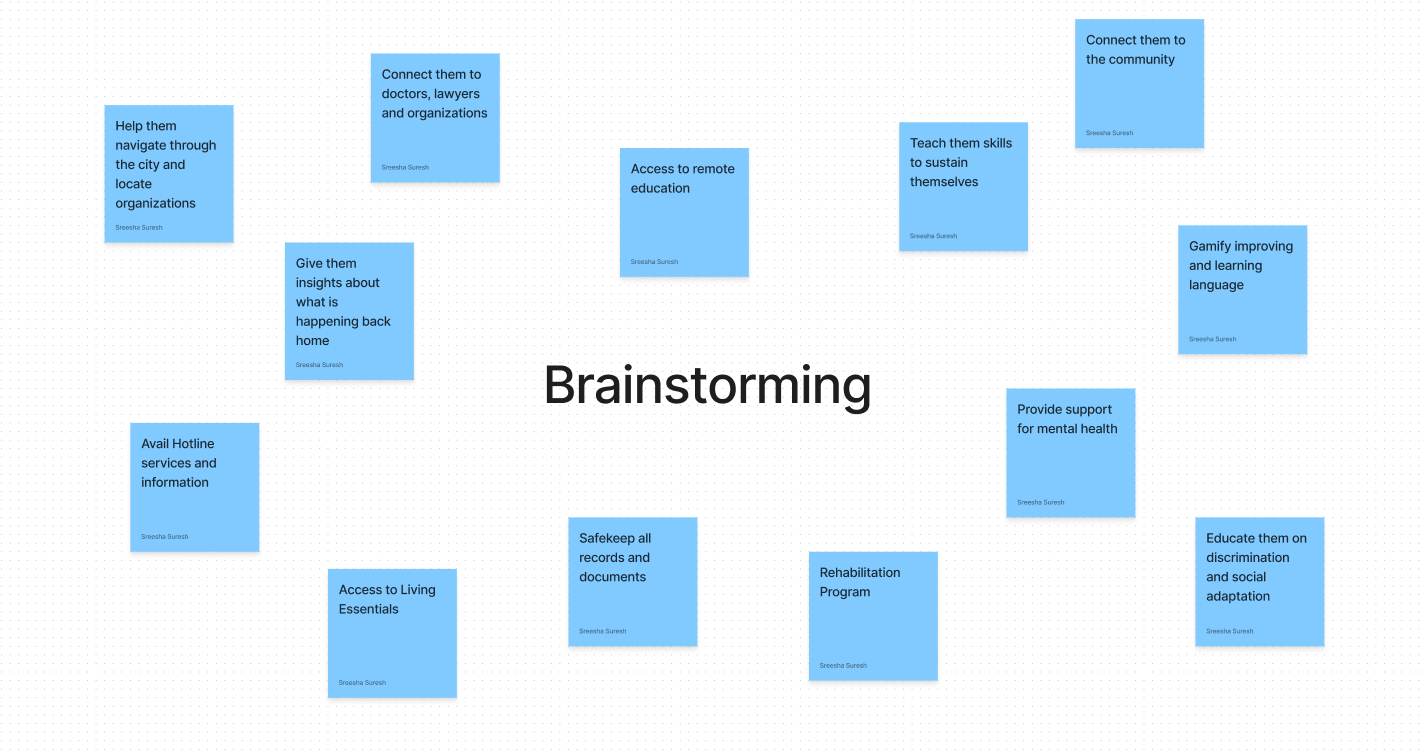 Connect them to
the community
Sreesha Suresh
Connect them to
doctors, lawyers
and organizations
Sreesha Suresh
Help them
navigate through
the city and
locate
organizations
Sreesha Suresh
Teach them skills
to sustain
themselves
Sreesha Suresh
Access to remote
education
Sreesha Suresh
Gamify improving
and learning
language
Sreesha Suresh
Give them
insights about
what is
happening back
home
Sreesha Suresh
Brainstorming
Provide support
for mental health
Sreesha Suresh
Avail Hotline
services and
information
Sreesha Suresh
Safekeep all
records and
documents
Sreesha Suresh
Educate them on
discrimination
and social
adaptation
Sreesha Suresh
Rehabilitation
Program
Sreesha Suresh
Access to Living
Essentials
Sreesha Suresh